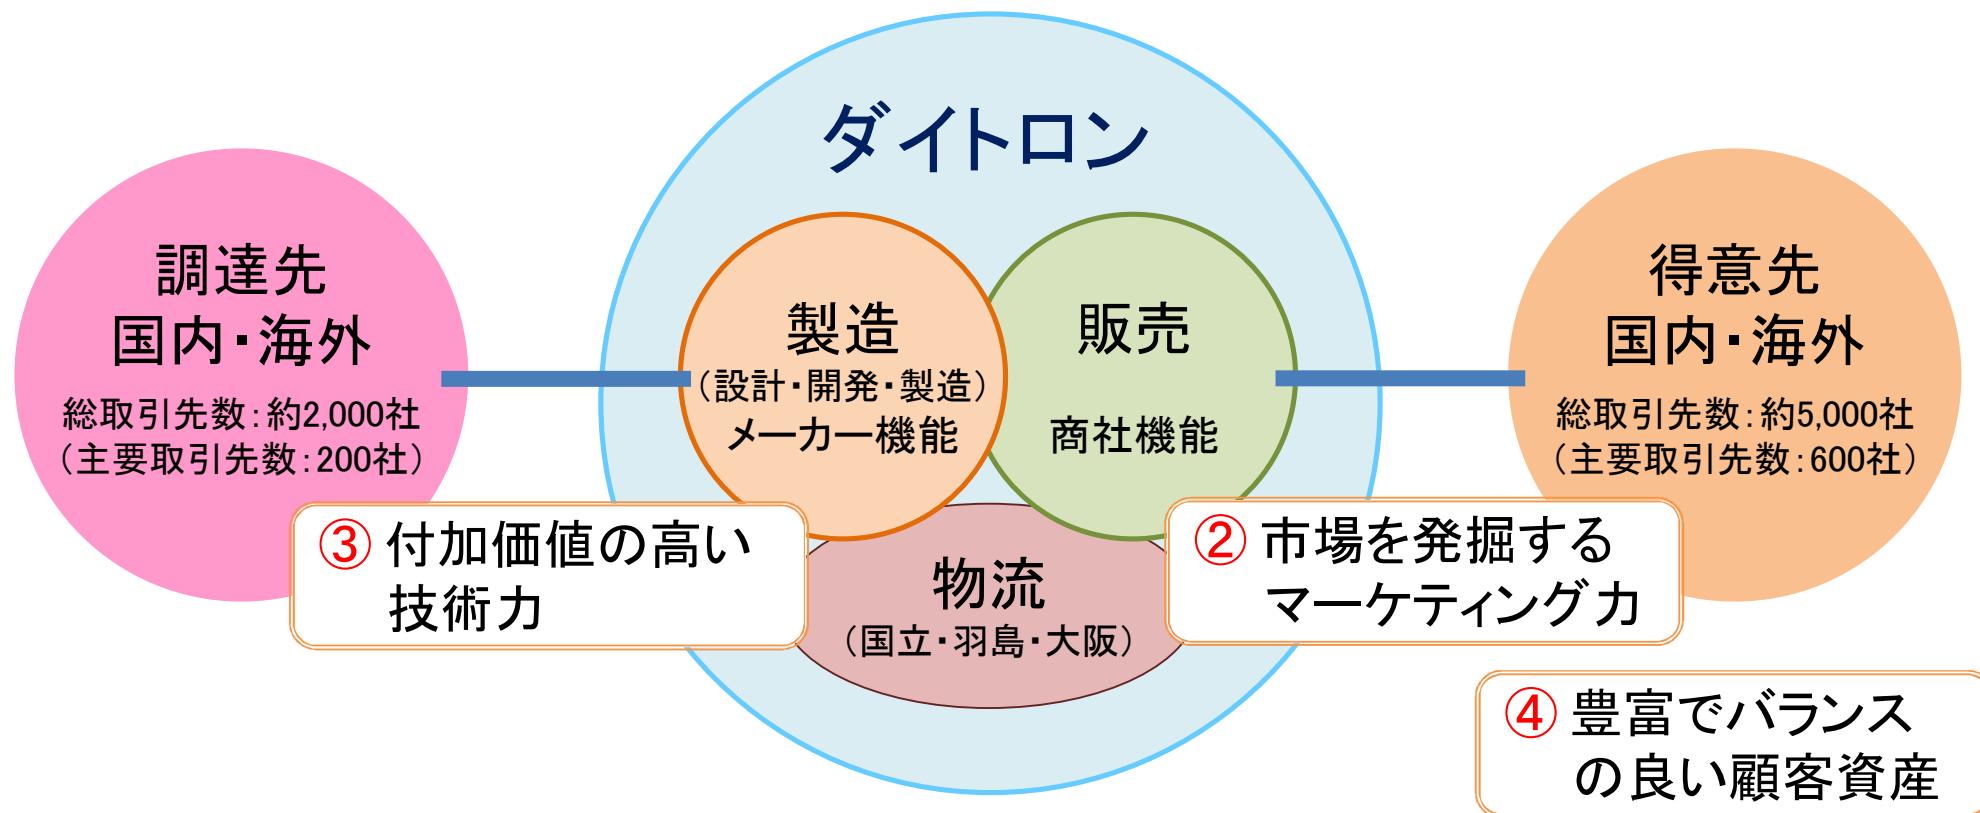 ダイトロン
調達先
国内・海外
総取引先数：約2,000社
（主要取引先数：200社）
製造
（設計・開発・製造）
メーカー機能
販売
商社機能
得意先
国内・海外
総取引先数：約5,000社
（主要取引先数：600社）
③ 付加価値の高い
技術力
物流
（国立・羽島・大阪）
② 市場を発掘する
マーケティング力
④ 豊富でバランス
の良い顧客資産